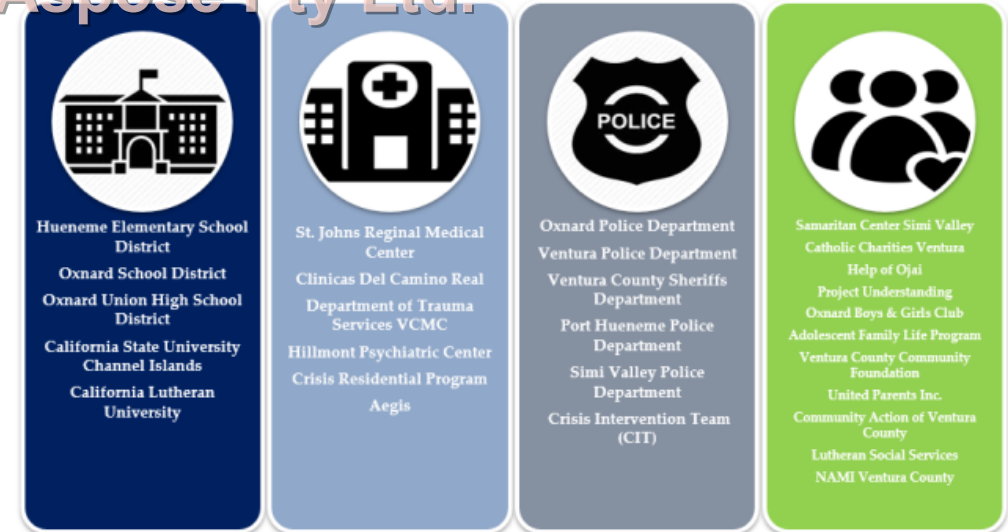 Aspose Pty Ltd.
POLICE
Hueneme Elementary School
District
Oxnard School District
Oxnard Union High School
District
California State University
Channel Islands
California Lutheran
University
St. Johns Reginal Medical
Center
Clinicas Del Camino Real
Department of Trauma
Services VCMC
Hillmont Psychiatric Center
Crisis Residential Program
Aegis
Oxnard Police Department
Ventura Police Department
Ventura County Sheriffs
Department
Port Hueneme Police
Department
Simi Valley Police
Department
Crisis Intervention Team
(CIT)
Samaritan Center Simi Valley
Catholic Charities Ventura
Help of Ojai
Project Understanding
Oxnard Boys & Girls Club
Adolescent Family Life Program
Ventura County Community
Foundation
United Parents Inc.
Community Action of Ventura
County
Lutheran Social Services
NAMI Ventura County